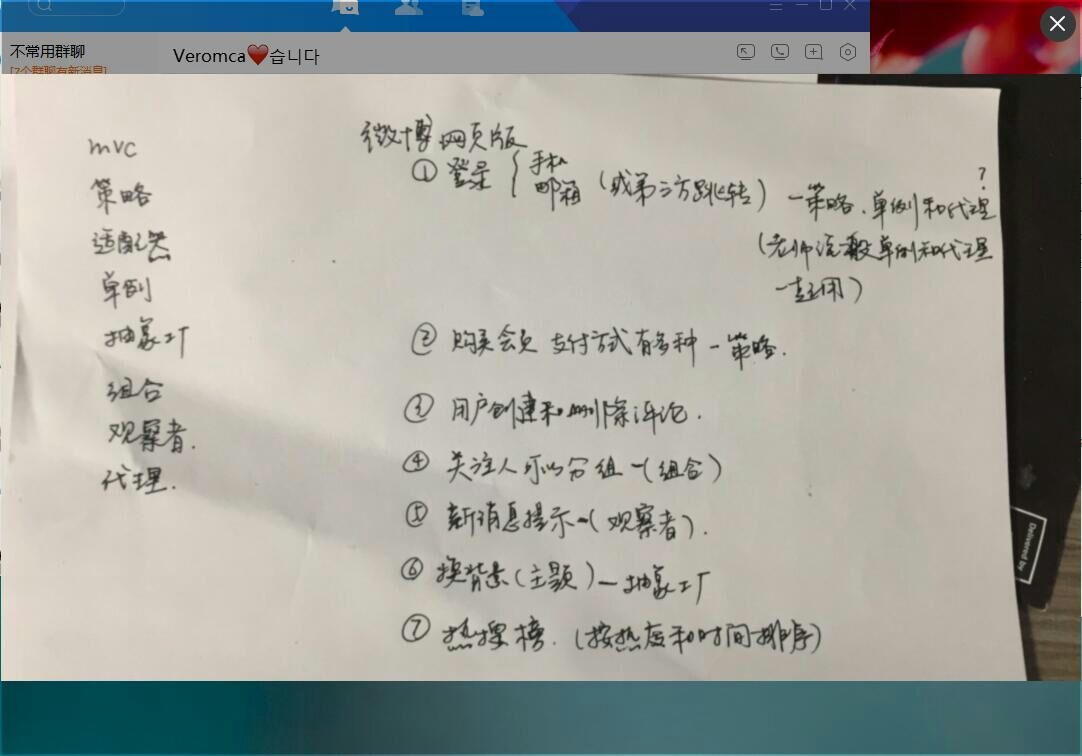 不常用群聊
[7个群聊有新消息]
Veromca❤️습니다
mvc
策略
适配器
单例
抽象工厂
组合
观察者.
代理.
微博网页版
① 登录 { 手机 邮箱 (或第三方跳转) — 策略. 单例和代理 ?
(老师说一般单例和代理
一起用)
② 购买会员 支付方式有多种 — 策略.
③ 用户创建和删除评论.
④ 关注人可以分组 — (组合)
⑤ 新消息提示 — (观察者).
⑥ 换背景(主题) — 抽象工厂
⑦ 热搜榜. (按热度和时间排序)
Delivered by